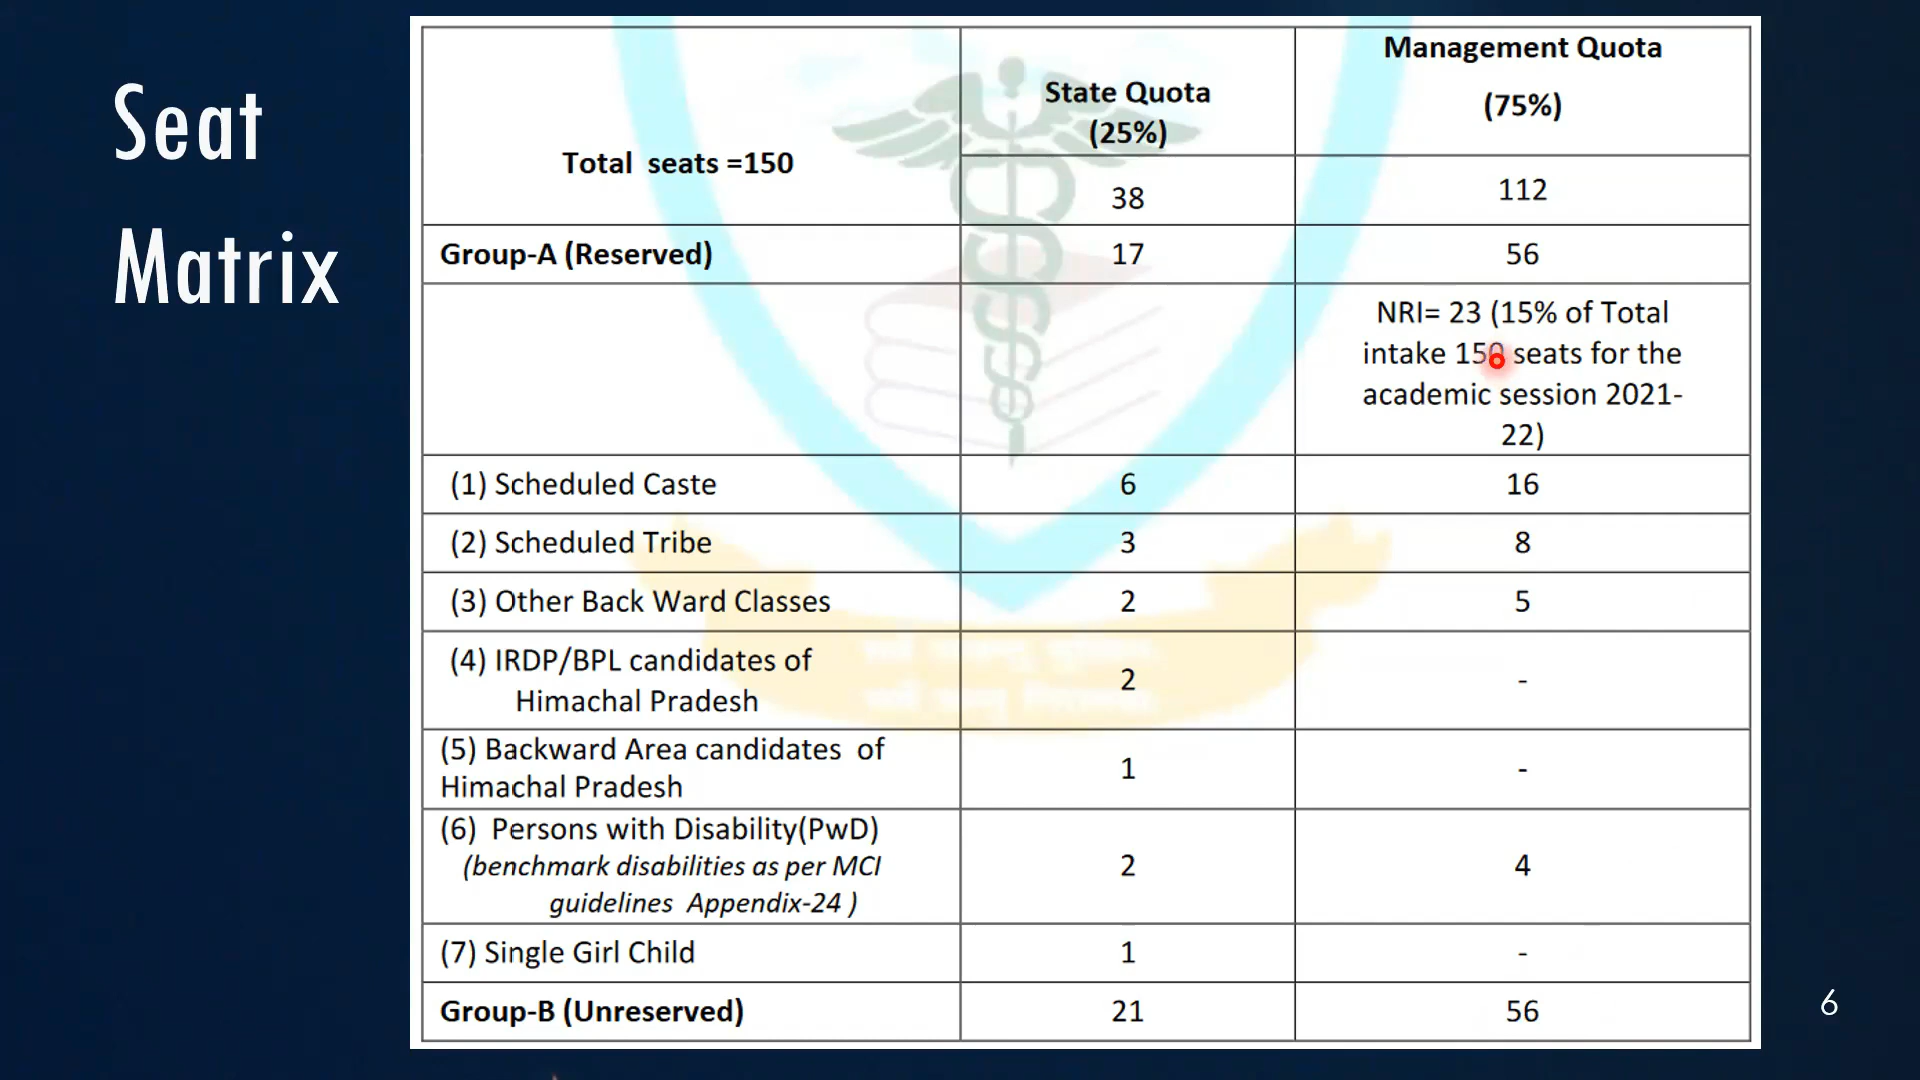 Seat
Matrix
Total seats =150
State Quota
(25%)
Management Quota
(75%)
38
112
Group-A (Reserved)
17
56
NRI= 23 (15% of Total
intake 150 seats for the
academic session 2021-
22)
(1) Scheduled Caste
6
16
(2) Scheduled Tribe
3
8
(3) Other Back Ward Classes
2
5
(4) IRDP/BPL candidates of
Himachal Pradesh
2
-
(5) Backward Area candidates of
Himachal Pradesh
1
-
(6) Persons with Disability(PwD)
(benchmark disabilities as per MCI
guidelines Appendix-24 )
2
4
(7) Single Girl Child
1
-
Group-B (Unreserved)
21
56
6